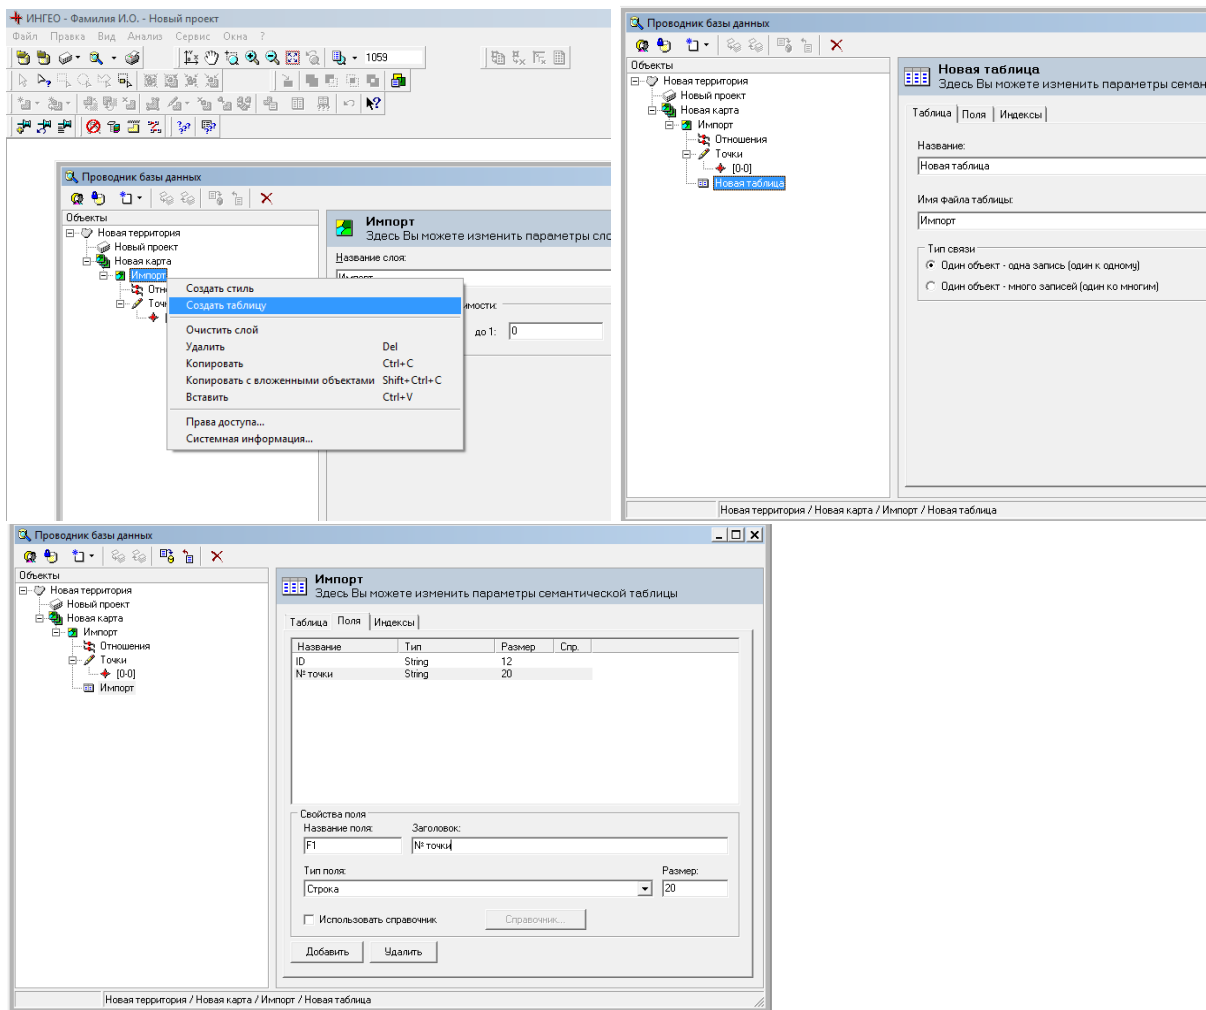 ИНГЕО - Фамилия И.О. - Новый проект
Файл Правка Вид Анализ Сервис Окна ?
1059
Проводник базы данных
Объекты
Новая территория
Новый проект
Новая карта
Импорт
Отн
Точ
[
Импорт
Здесь Вы можете изменить параметры сло
Название слоя:
Импорт
имости:
до 1: 0
Создать стиль
Создать таблицу
Очистить слой
Удалить Del
Копировать Ctrl+C
Копировать с вложенными объектами Shift+Ctrl+C
Вставить Ctrl+V
Права доступа...
Системная информация...
Проводник базы данных
Объекты
Новая территория
Новый проект
Новая карта
Импорт
Отношения
Точки
[0-0]
Новая таблица
Новая таблица
Здесь Вы можете изменить параметры семан
Таблица Поля Индексы
Название:
Новая таблица
Имя файла таблицы:
Импорт
Тип связи
Один объект - одна запись (один к одному)
Один объект - много записей (один ко многим)
Новая территория / Новая карта / Импорт / Новая таблица
Проводник базы данных
Объекты
Новая территория
Новый проект
Новая карта
Импорт
Отношения
Точки
[0-0]
Импорт
Импорт
Здесь Вы можете изменить параметры семантической таблицы
Таблица Поля Индексы
Название Тип Размер Спр.
ID String 12
№ точки String 20
Свойства поля
Название поля: Заголовок:
F1 № точки
Тип поля: Размер:
Строка 20
Использовать справочник Справочник...
Добавить Удалить
Новая территория / Новая карта / Импорт / Новая таблица